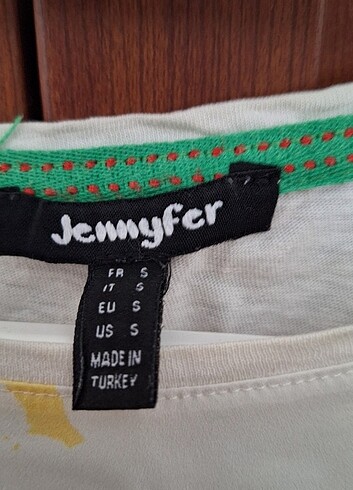 Jennyfer
FR S
IT S
EU S
US S
MADE IN
TURKEY